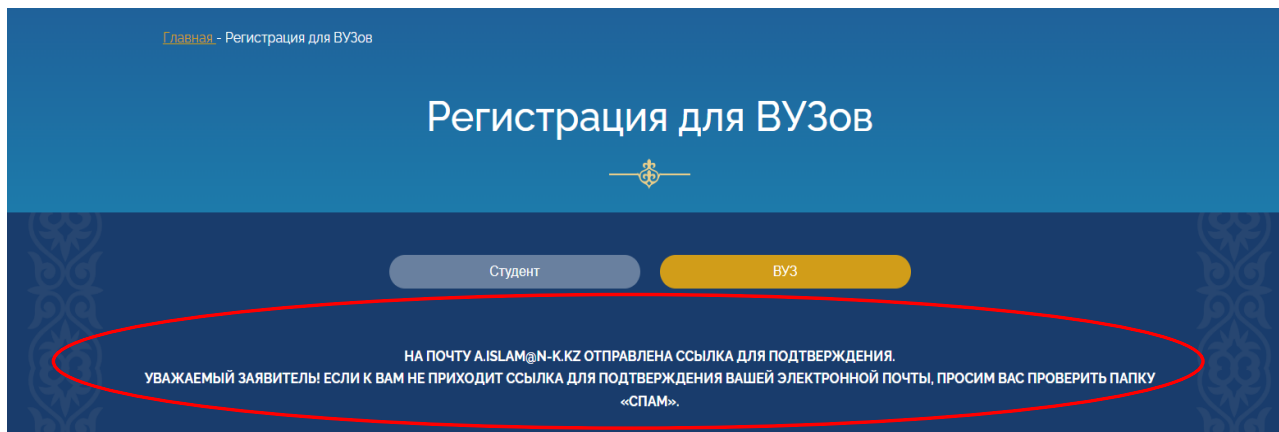 Главная - Регистрация для ВУЗов
Регистрация для ВУЗов
Студент
ВУЗ
НА ПОЧТУ A.ISLAM@N-K.KZ ОТПРАВЛЕНА ССЫЛКА ДЛЯ ПОДТВЕРЖДЕНИЯ.
УВАЖАЕМЫЙ ЗАЯВИТЕЛЬ! ЕСЛИ К ВАМ НЕ ПРИХОДИТ ССЫЛКА ДЛЯ ПОДТВЕРЖДЕНИЯ ВАШЕЙ ЭЛЕКТРОННОЙ ПОЧТЫ, ПРОСИМ ВАС ПРОВЕРИТЬ ПАПКУ
«СПАМ».